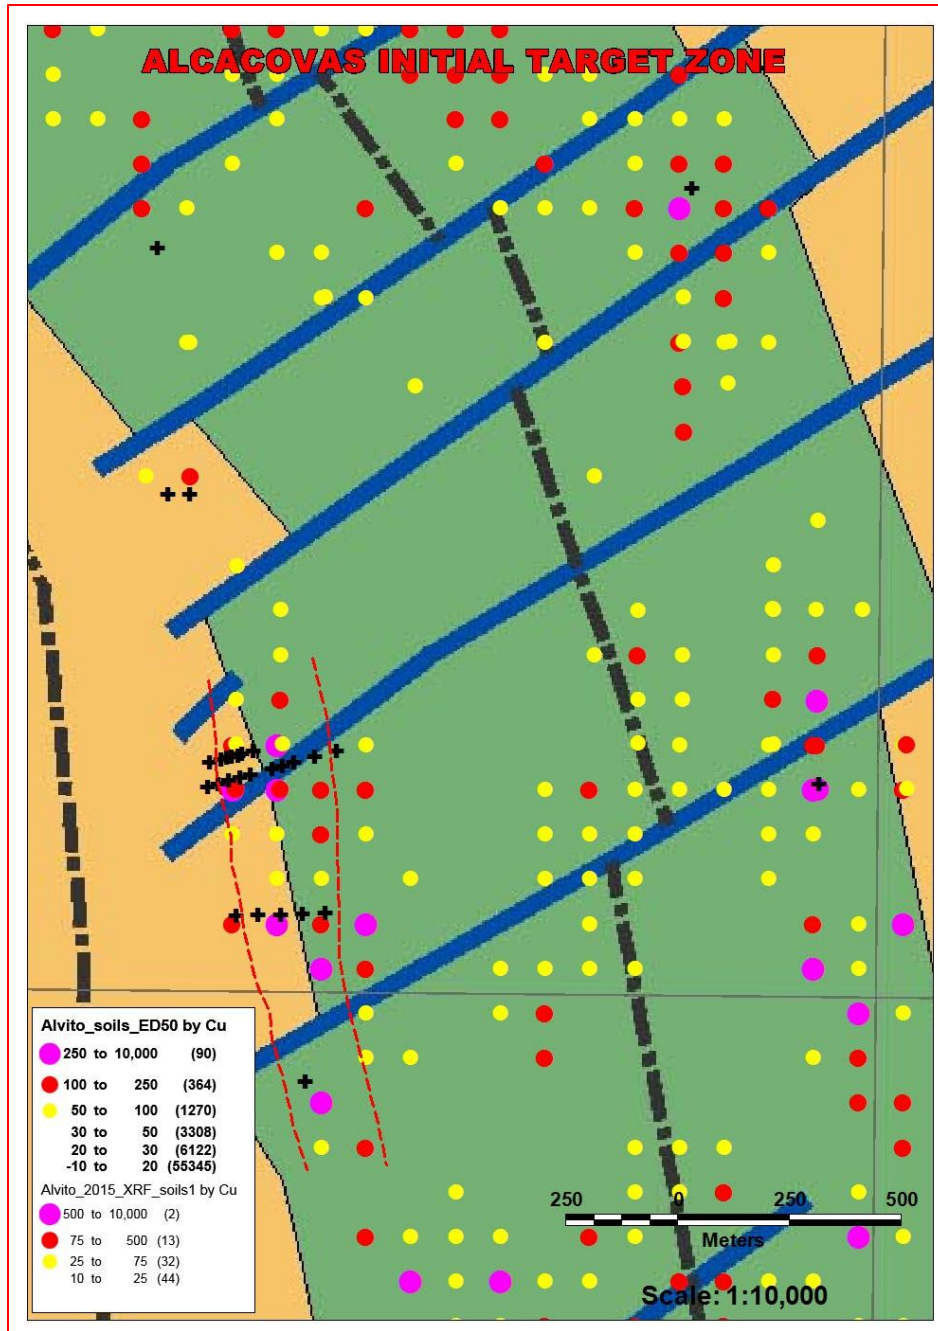 ALCACOVAS INITIAL TARGET ZONE
Alvito_soils_ED50 by Cu
250 to 10,000 (90)
100 to 250 (364)
50 to 100 (1270)
30 to 50 (3308)
20 to 30 (6122)
-10 to 20 (55345)
Alvito_2015_XRF_soils1 by Cu
500 to 10,000 (2)
75 to 500 (13)
25 to 75 (32)
10 to 25 (44)
250 0 250 500
Meters
Scale: 1:10,000